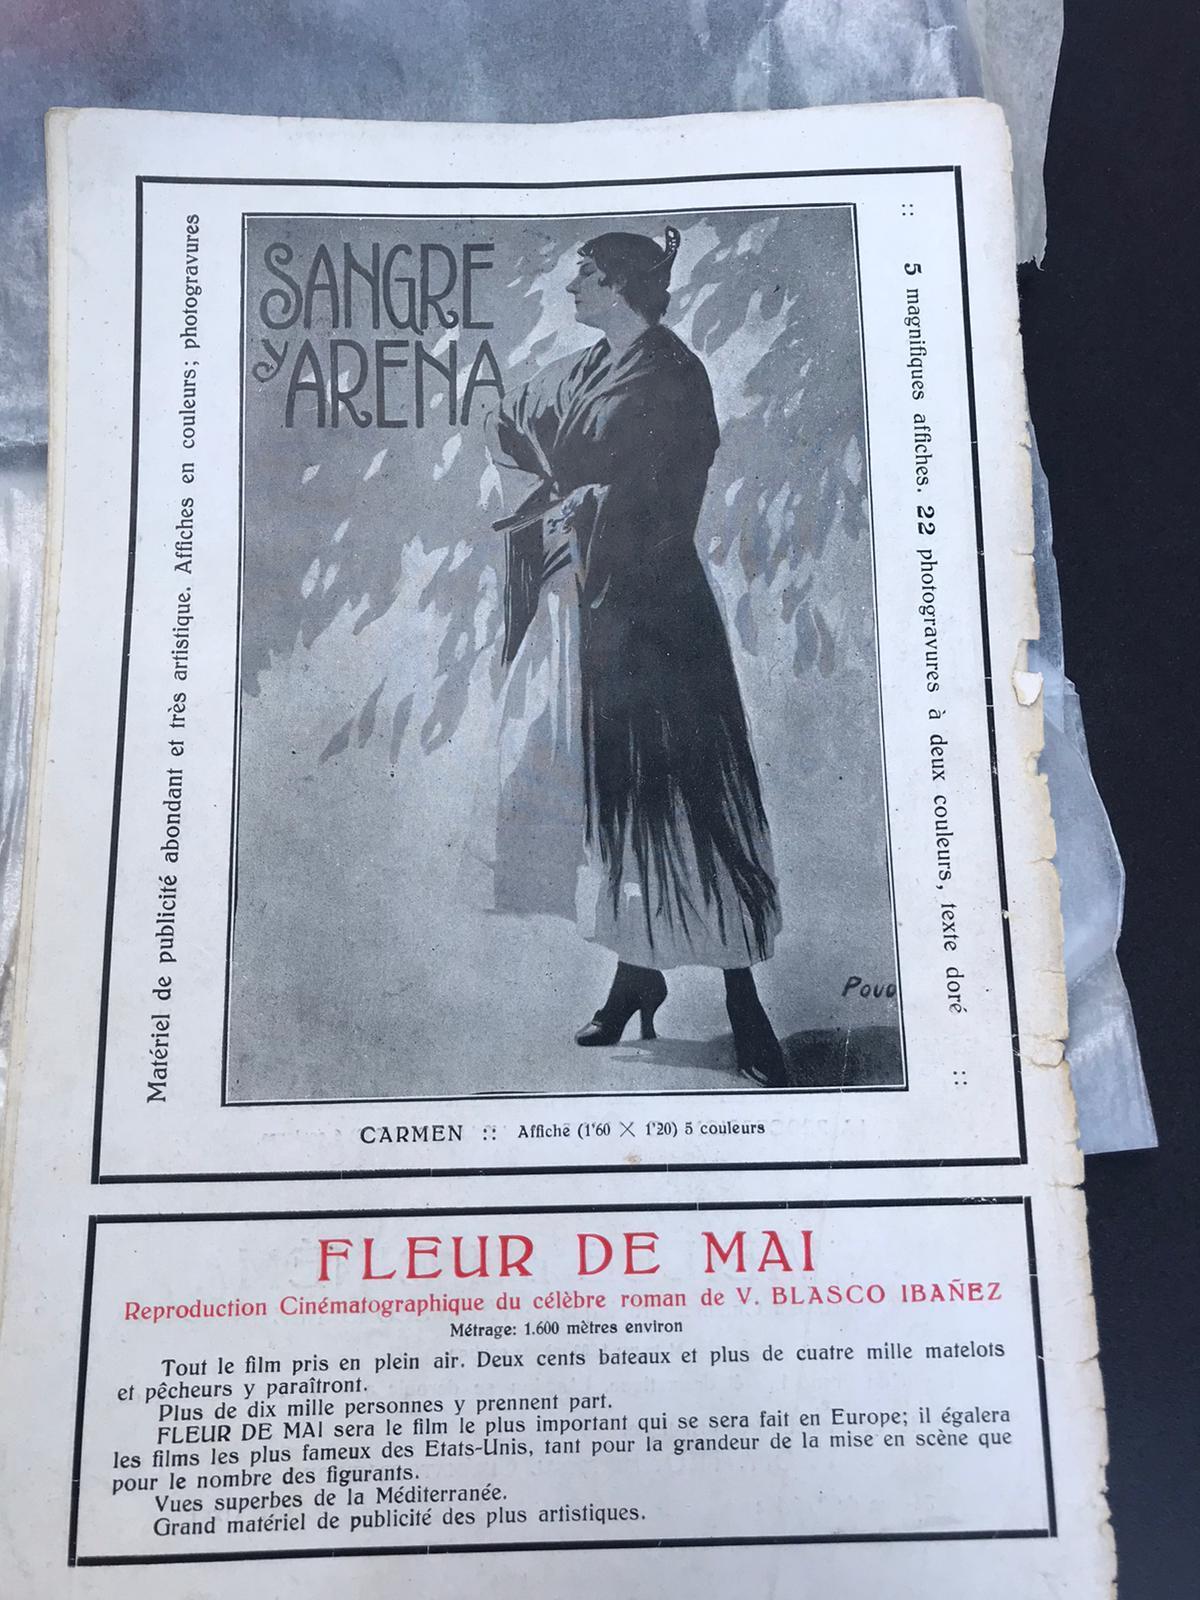 Matériel de publicité abondant et très artistique. Affiches en couleurs; photogravures
SANGRE
y ARENA
Pouo
:: 5 magnifiques affiches. 22 photogravures à deux couleurs, texte doré ::
CARMEN :: Affiche (1'60 × 1'20) 5 couleurs
FLEUR DE MAI
Reproduction Cinématographique du célèbre roman de V. BLASCO IBAÑEZ
Métrage: 1.600 mètres environ
Tout le film pris en plein air. Deux cents bateaux et plus de cuatre mille matelots
et pêcheurs y paraîtront.
Plus de dix mille personnes y prennent part.
FLEUR DE MAI sera le film le plus important qui se sera fait en Europe; il égalera
les films les plus fameux des Etats-Unis, tant pour la grandeur de la mise en scène que
pour le nombre des figurants.
Vues superbes de la Méditerranée.
Grand matériel de publicité des plus artistiques.